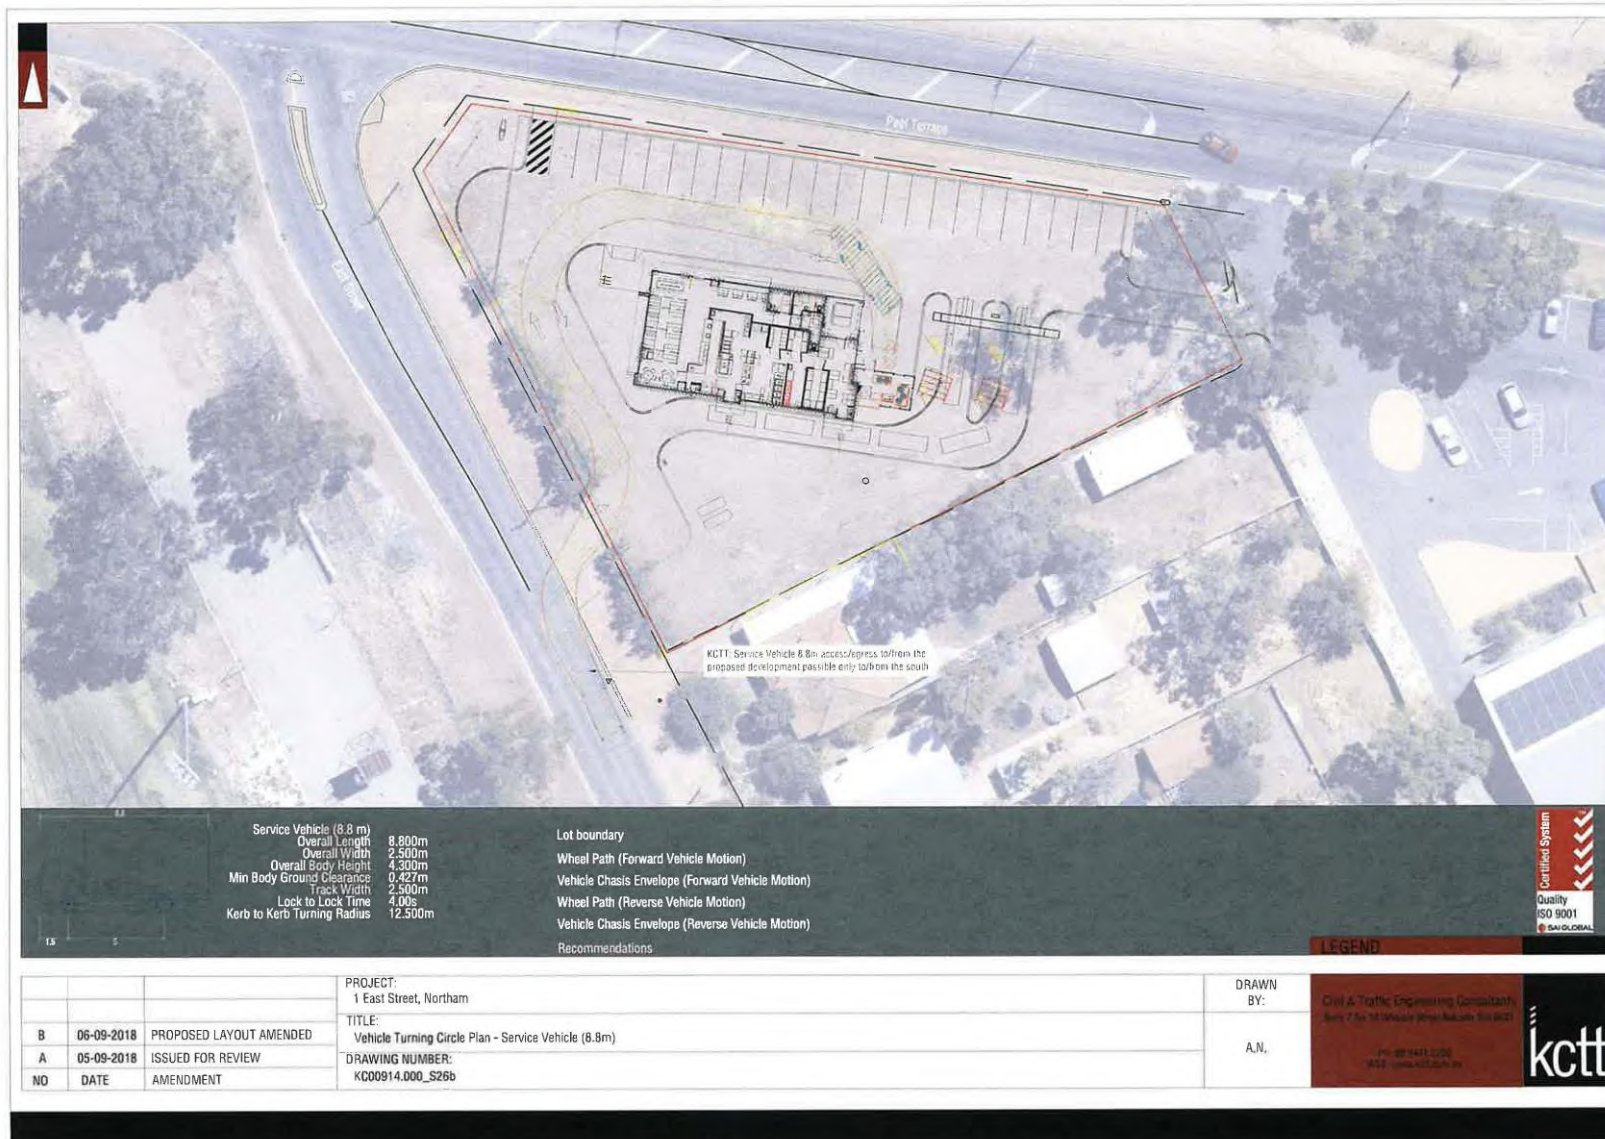 Peel Terrace
East Street
KCTT: Service Vehicle 8.8m access/egress to/from the
proposed development possible only to/from the south
8.8
1.5
5
Service Vehicle (8.8 m)
Overall Length 8.800m
Overall Width 2.500m
Overall Body Height 4.300m
Min Body Ground Clearance 0.427m
Track Width 2.500m
Lock to Lock Time 4.00s
Kerb to Kerb Turning Radius 12.500m
Lot boundary
Wheel Path (Forward Vehicle Motion)
Vehicle Chasis Envelope (Forward Vehicle Motion)
Wheel Path (Reverse Vehicle Motion)
Vehicle Chasis Envelope (Reverse Vehicle Motion)
Recommendations
Certified System
Quality
ISO 9001
SAI GLOBAL
LEGEND
B 06-09-2018 PROPOSED LAYOUT AMENDED
A 05-09-2018 ISSUED FOR REVIEW
NO DATE AMENDMENT
PROJECT:
1 East Street, Northam
TITLE:
Vehicle Turning Circle Plan - Service Vehicle (8.8m)
DRAWING NUMBER:
KC00914.000_S26b
DRAWN
BY:
A.N.
Civil & Traffic Engineering Consultants
kctt